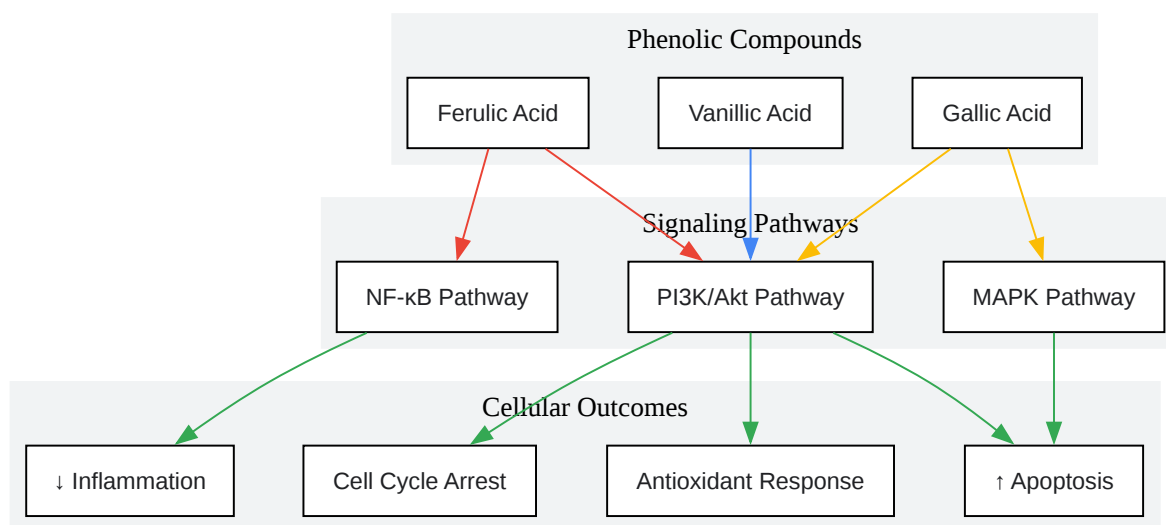 Phenolic Compounds
Ferulic Acid
Vanillic Acid
Gallic Acid
Signaling Pathways
NF-κB Pathway
PI3K/Akt Pathway
MAPK Pathway
Cellular Outcomes
↓ Inflammation
Cell Cycle Arrest
Antioxidant Response
↑ Apoptosis